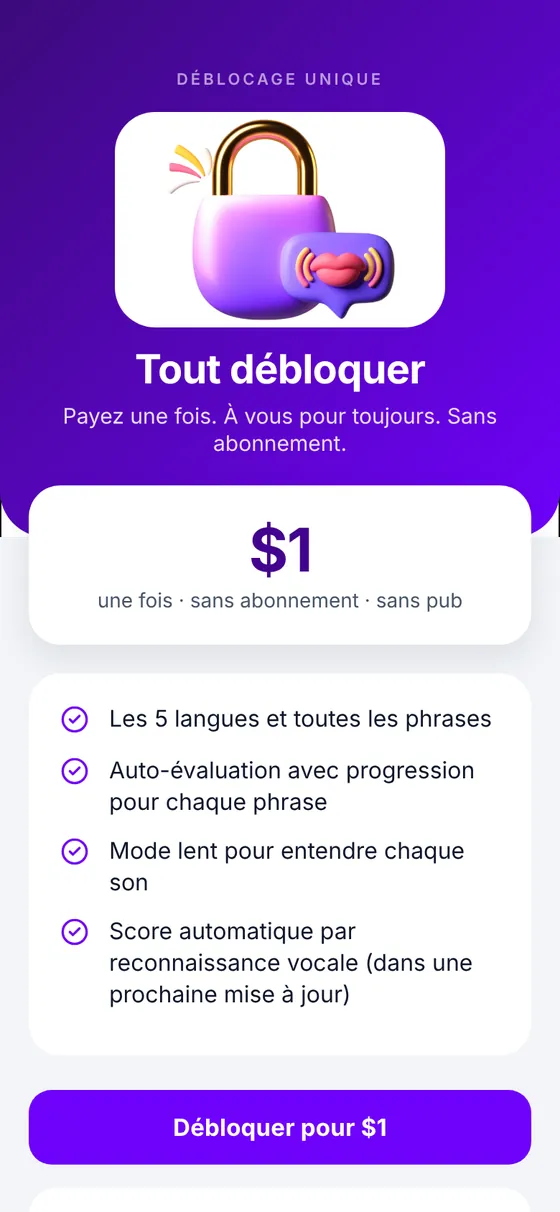 DÉBLOCAGE UNIQUE
Tout débloquer
Payez une fois. À vous pour toujours. Sans
abonnement.
$1
une fois · sans abonnement · sans pub
Les 5 langues et toutes les phrases
Auto-évaluation avec progression
pour chaque phrase
Mode lent pour entendre chaque
son
Score automatique par
reconnaissance vocale (dans une
prochaine mise à jour)
Débloquer pour $1